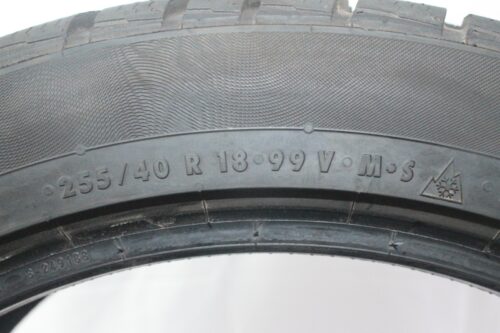 255/40 R 18 • 99 V • M • S